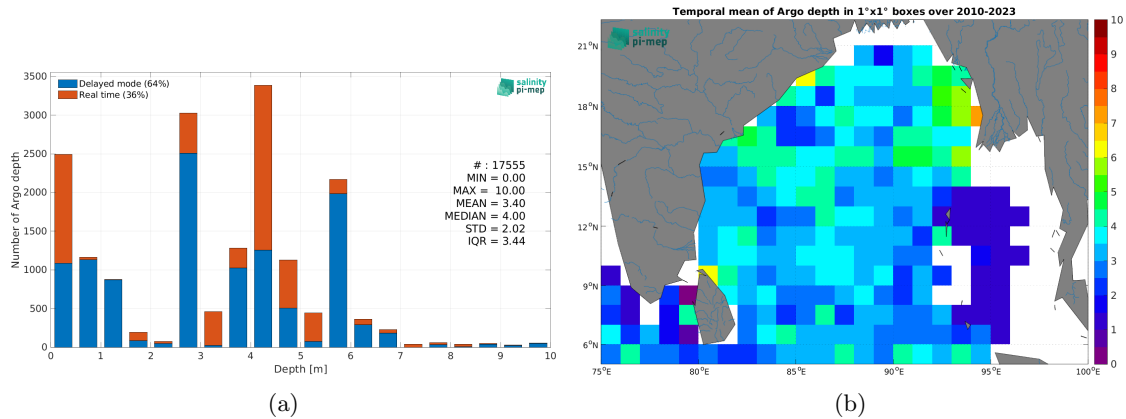 3500
3000
2500
2000
1500
1000
500
0
Number of Argo depth
Delayed mode (64%)
Real time (36%)
salinity
pi-mep
# : 17555
MIN = 0.00
MAX = 10.00
MEAN = 3.40
MEDIAN = 4.00
STD = 2.02
IQR = 3.44
0 1 2 3 4 5 6 7 8 9 10
Depth [m]
(a)
Temporal mean of Argo depth in 1°x1° boxes over 2010-2023
salinity
pi-mep
21°N
18°N
15°N
12°N
9°N
6°N
75°E 80°E 85°E 90°E 95°E 100°E
10
9
8
7
6
5
4
3
2
1
0
(b)